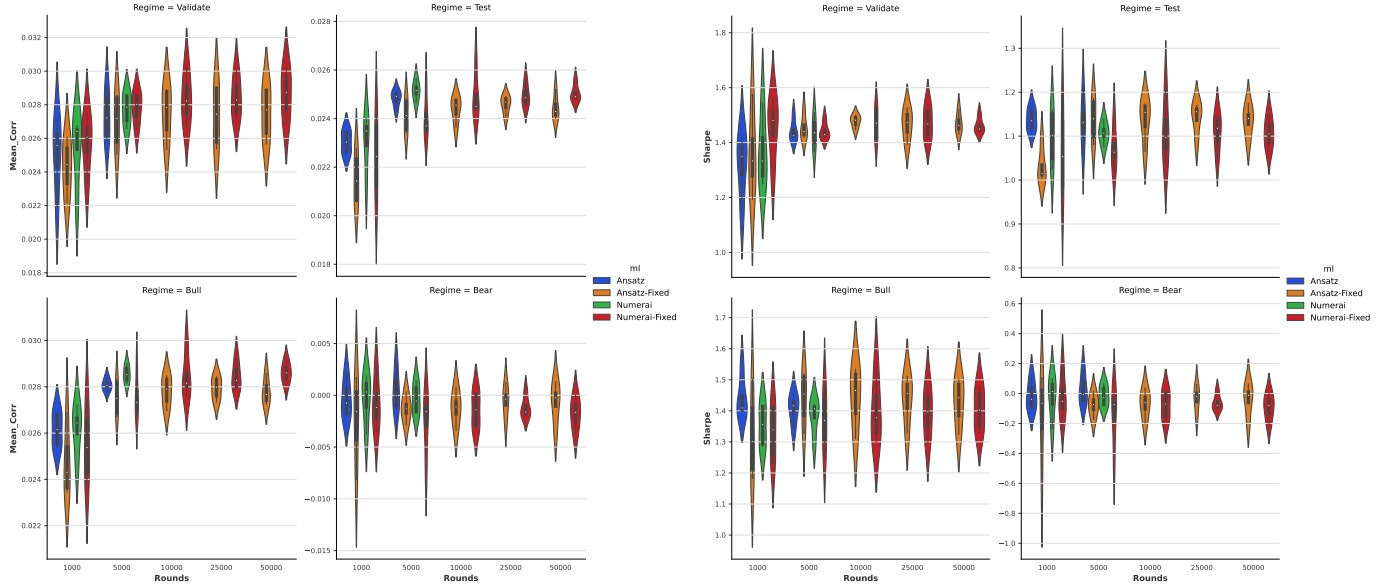 Regime = Validate
Mean_Corr
0.032
0.030
0.028
0.026
0.024
0.022
0.020
0.018
Regime = Test
0.028
0.026
0.024
0.022
0.020
0.018
Regime = Bull
Mean_Corr
0.030
0.028
0.026
0.024
0.022
1000 5000 10000 25000 50000
Rounds
Regime = Bear
0.005
0.000
−0.005
−0.010
−0.015
1000 5000 10000 25000 50000
Rounds
ml
Ansatz
Ansatz-Fixed
Numerai
Numerai-Fixed
Regime = Validate
Sharpe
1.8
1.6
1.4
1.2
1.0
Regime = Test
1.3
1.2
1.1
1.0
0.9
0.8
Regime = Bull
Sharpe
1.7
1.6
1.5
1.4
1.3
1.2
1.1
1.0
1000 5000 10000 25000 50000
Rounds
Regime = Bear
0.6
0.4
0.2
0.0
−0.2
−0.4
−0.6
−0.8
−1.0
1000 5000 10000 25000 50000
Rounds
ml
Ansatz
Ansatz-Fixed
Numerai
Numerai-Fixed